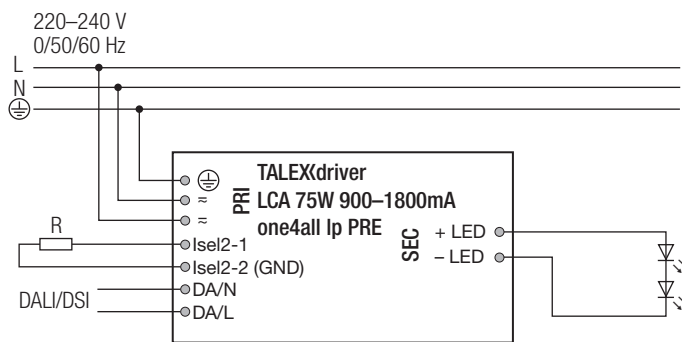 220–240 V
0/50/60 Hz
L
N
TALEXXdriver
LCA 75W 900–1800mA
one4all lp PRE
PRI
≂
≂
R
Isel2-1
Isel2-2 (GND)
DALI/DSI
DA/N
DA/L
SEC
+ LED
– LED